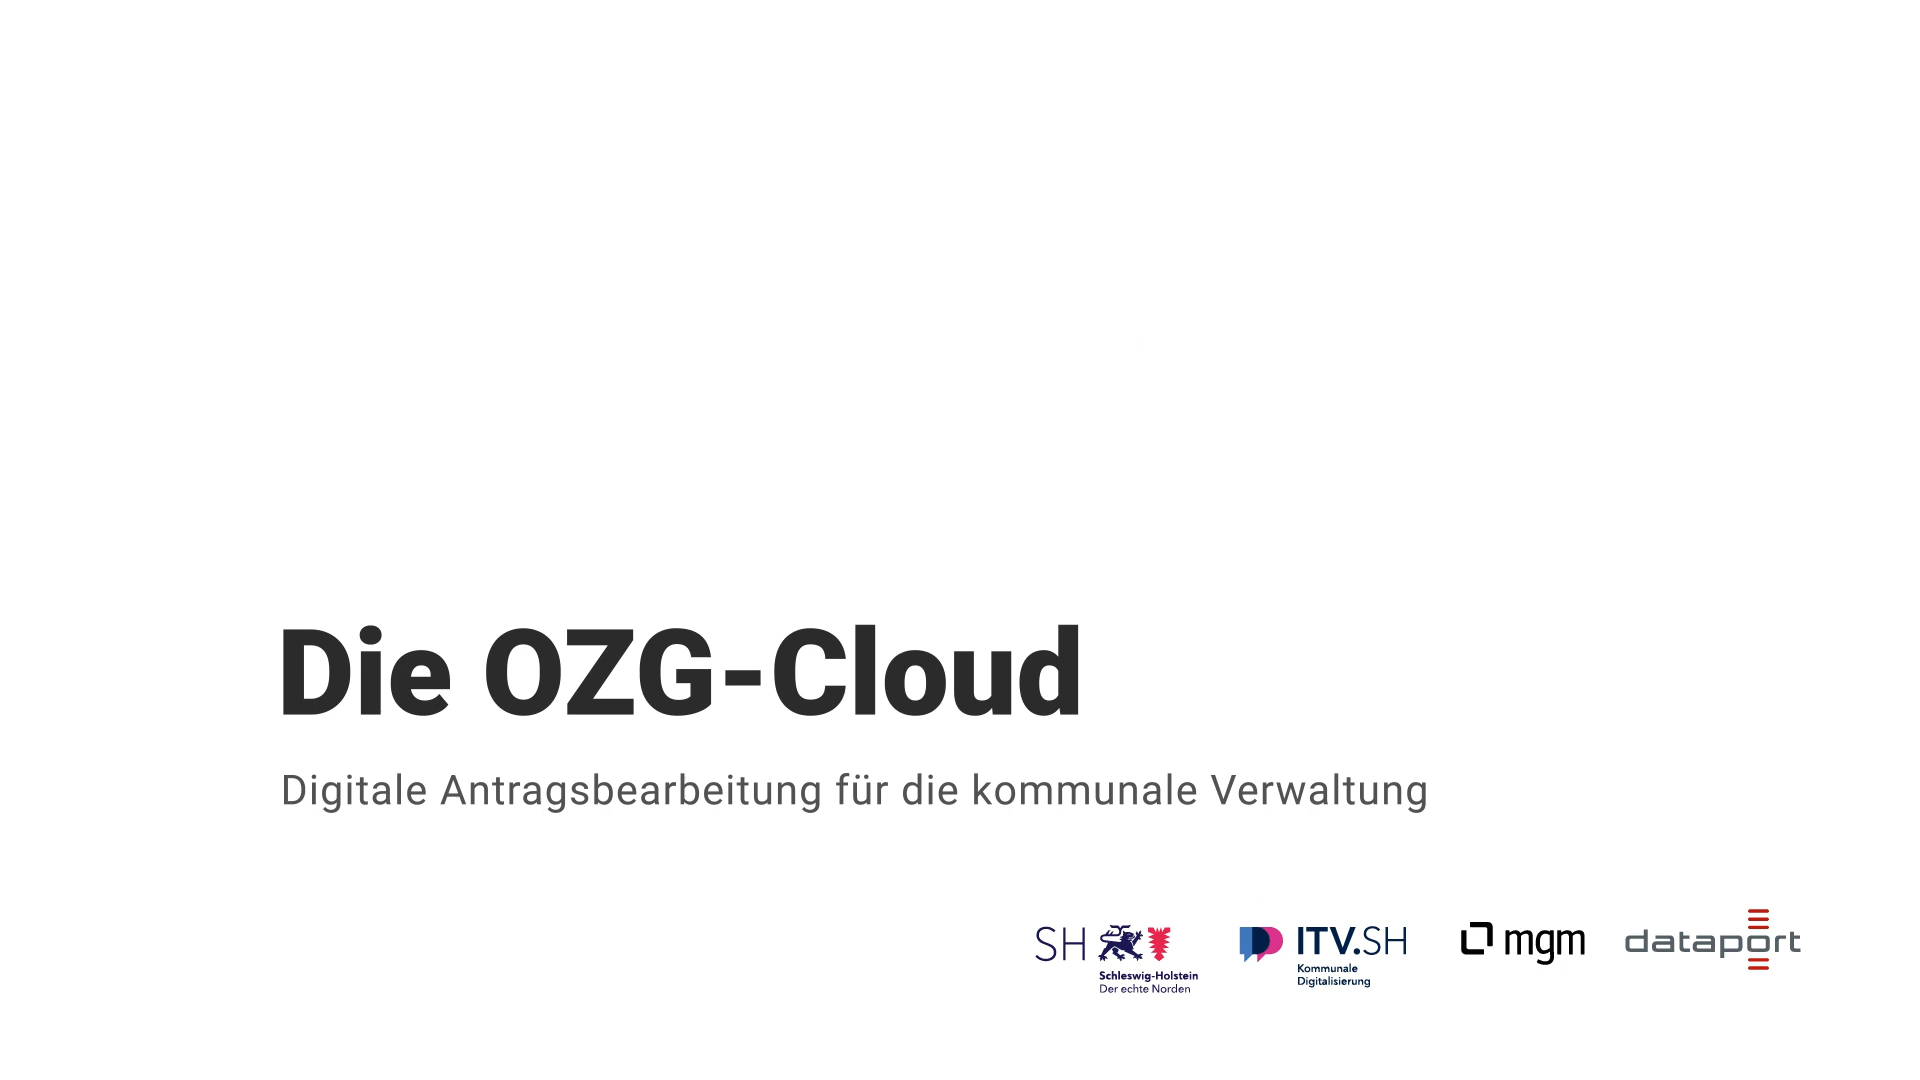 Die OZG-Cloud
Digitale Antragsbearbeitung für die kommunale Verwaltung
SH
Schleswig-Holstein
Der echte Norden
ITV.SH
Kommunale
Digitalisierung
mgm
dataport